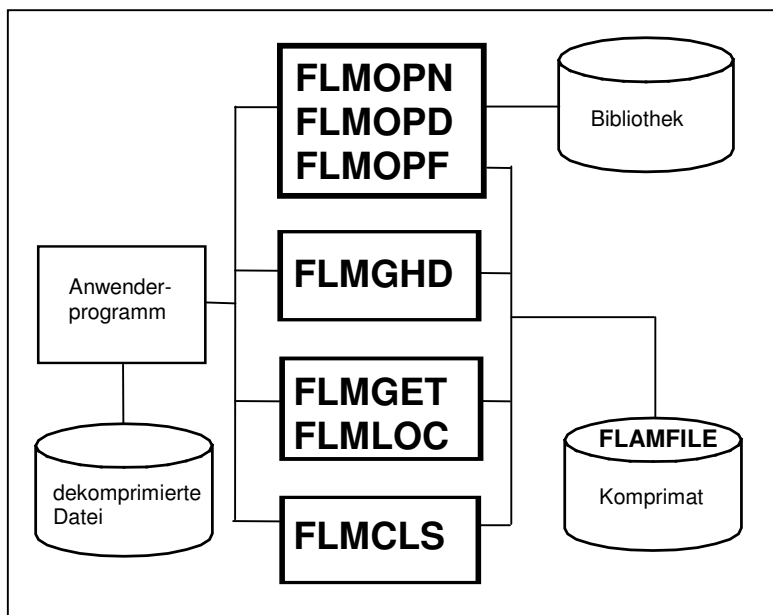 FLMOPN
FLMOPD
FLMOPF
Bibliothek
FLMGHD
Anwender-
programm
FLMGET
FLMLOC
FLAMFILE
Komprimat
dekomprimierte
Datei
FLMCLS